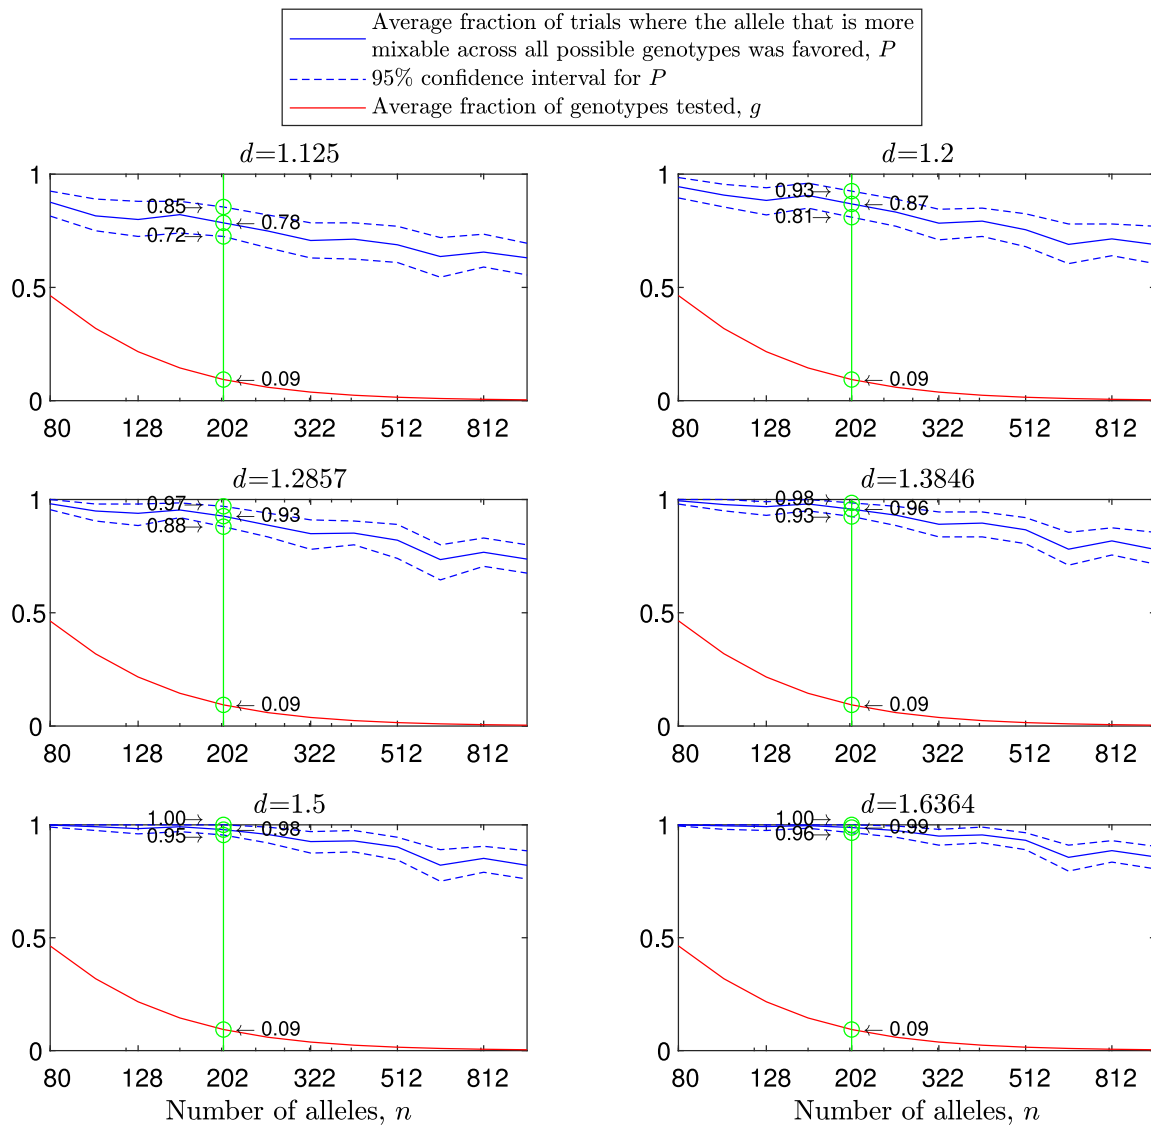 Average fraction of trials where the allele that is more
mixable across all possible genotypes was favored, P
95% confidence interval for P
Average fraction of genotypes tested, g
d=1.125
1
0.85→
←0.78
0.72→
0.5
←0.09
0
80 128 202 322 512 812
d=1.2
1
0.93→
←0.87
0.81→
0.5
←0.09
0
80 128 202 322 512 812
d=1.2857
1
0.97→
←0.93
0.88→
0.5
←0.09
0
80 128 202 322 512 812
d=1.3846
1
0.98→
←0.96
0.93→
0.5
←0.09
0
80 128 202 322 512 812
d=1.5
1
1.00→
←0.98
0.95→
0.5
←0.09
0
80 128 202 322 512 812
Number of alleles, n
d=1.6364
1
1.00→
←0.99
0.96→
0.5
←0.09
0
80 128 202 322 512 812
Number of alleles, n